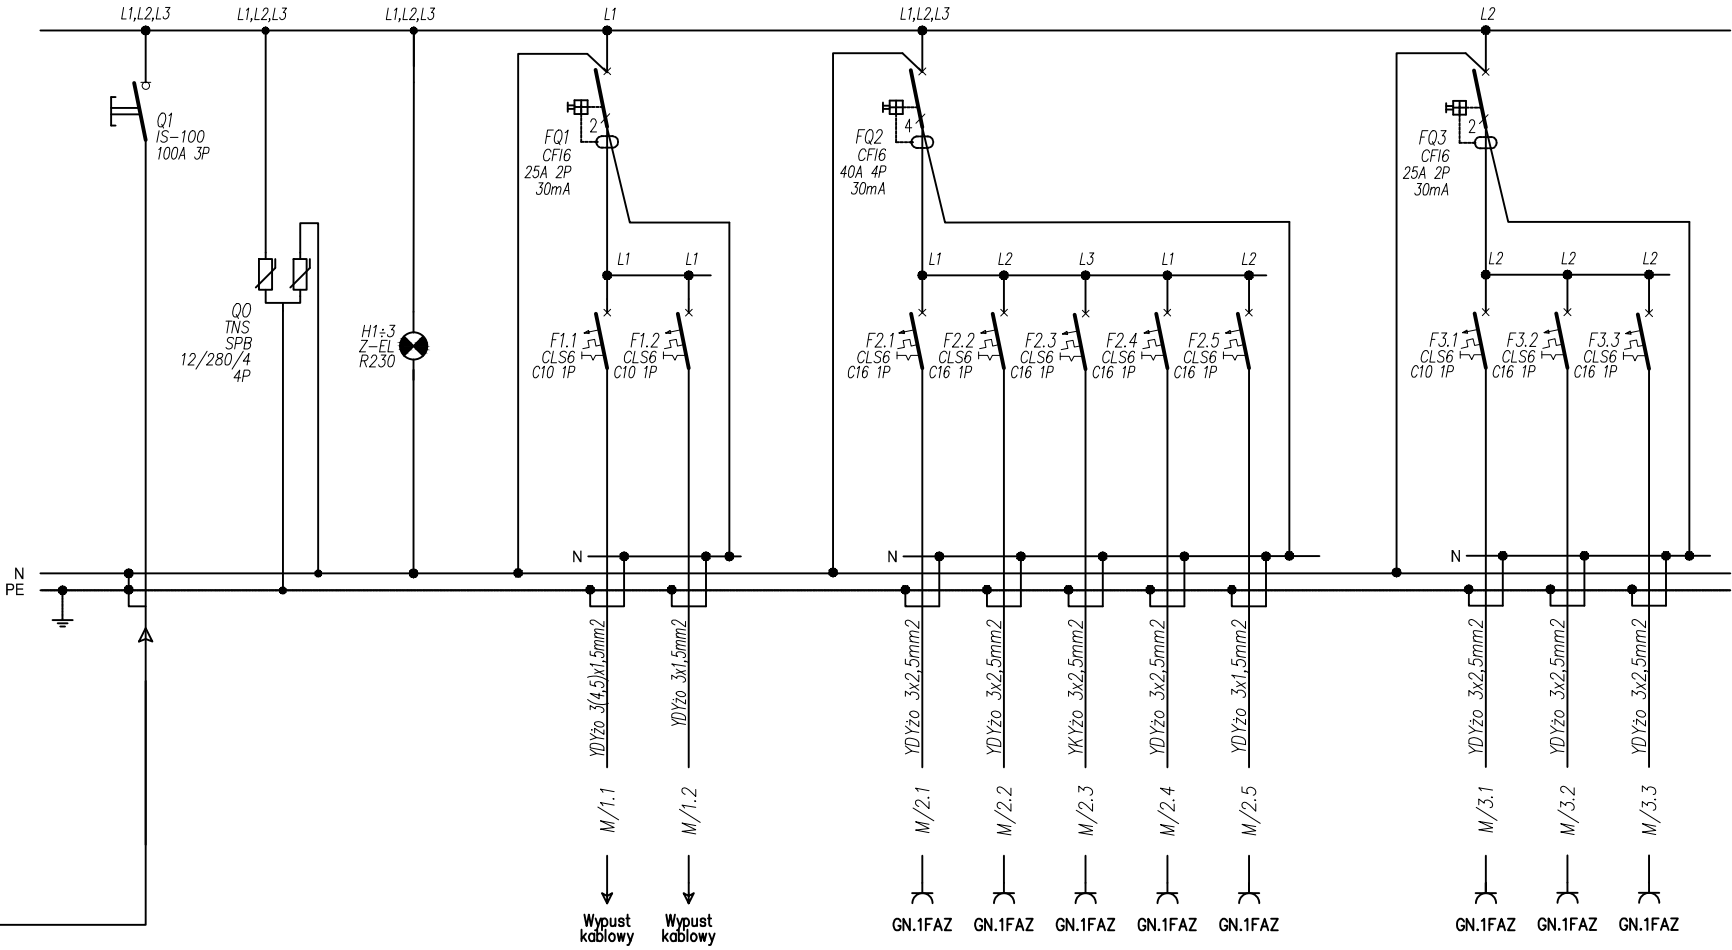 L1,L2,L3
L1,L2,L3
L1,L2,L3
L1
L1,L2,L3
L2
Q1
IS-100
100A 3P
2
FQ1
CFI6
25A 2P
30mA
4
FQ2
CFI6
40A 4P
30mA
2
FQ3
CFI6
25A 2P
30mA
L1
L1
L1
L2
L3
L1
L2
L2
L2
L2
Q0
TNS
SPB
12/280/4
4P
H1÷3
Z-EL
R230
F1.1
CLS6
C10 1P
F1.2
CLS6
C10 1P
F2.1
CLS6
C16 1P
F2.2
CLS6
C16 1P
F2.3
CLS6
C16 1P
F2.4
CLS6
C16 1P
F2.5
CLS6
C16 1P
F3.1
CLS6
C10 1P
F3.2
CLS6
C16 1P
F3.3
CLS6
C16 1P
N
N
N
N
PE
YDYżo 3(4,5)x1,5mm2
YDYżo 3x1,5mm2
YDYżo 3x2,5mm2
YDYżo 3x2,5mm2
YKYżo 3x2,5mm2
YDYżo 3x2,5mm2
YDYżo 3x1,5mm2
YDYżo 3x2,5mm2
YDYżo 3x2,5mm2
YDYżo 3x2,5mm2
M/1.1
M/1.2
M/2.1
M/2.2
M/2.3
M/2.4
M/2.5
M/3.1
M/3.2
M/3.3
Wypust
kablowy
Wypust
kablowy
GN.1FAZ
GN.1FAZ
GN.1FAZ
GN.1FAZ
GN.1FAZ
GN.1FAZ
GN.1FAZ
GN.1FAZ